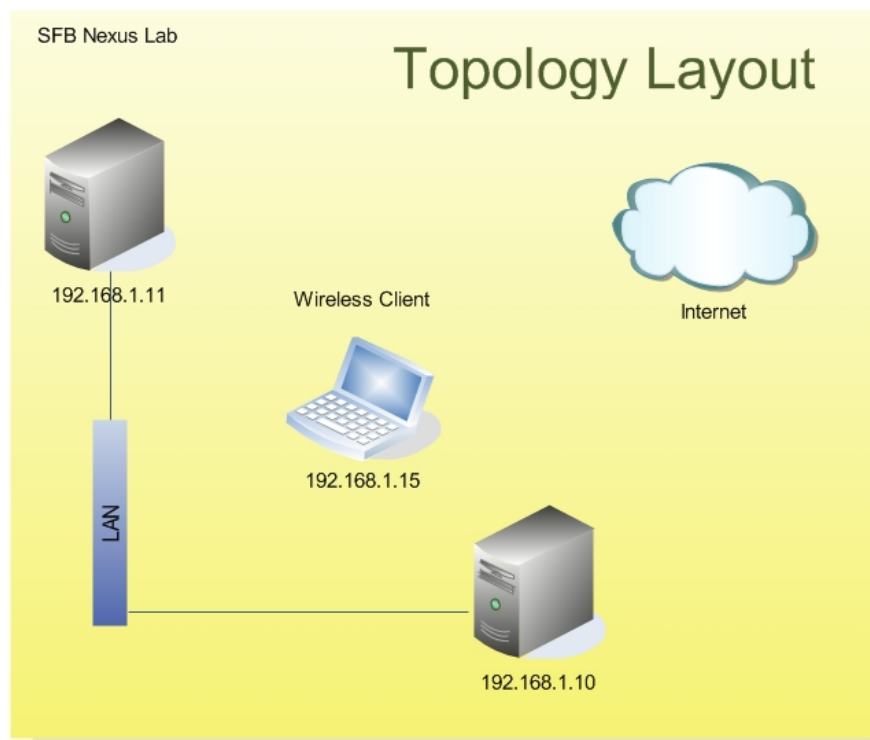 SFB Nexus Lab
Topology Layout
192.168.1.11
Wireless Client
Internet
192.168.1.15
LAN
192.168.1.10